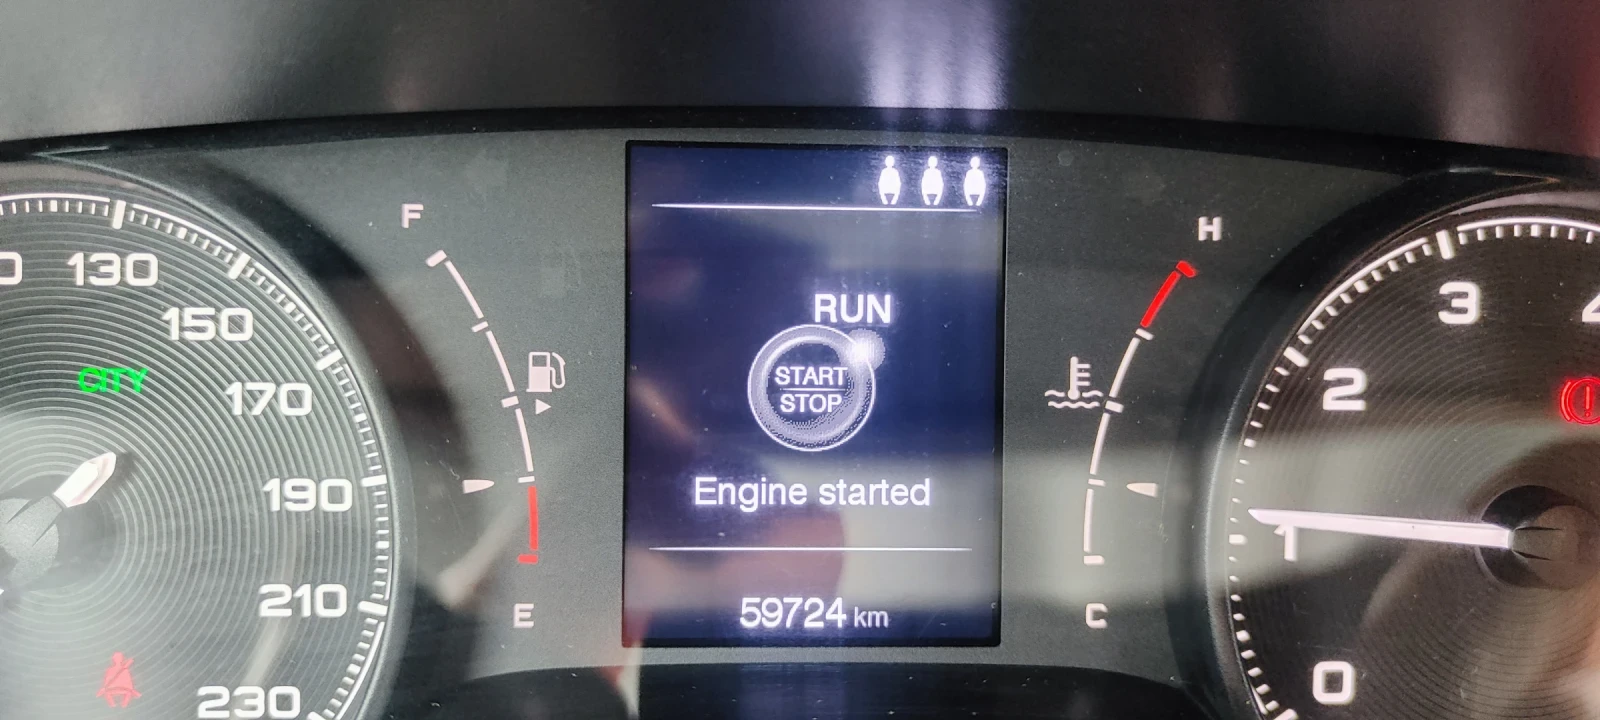 130
150
CITY
170
190
210
230
F
E
RUN
START
STOP
Engine started
59724 km
H
C
3
2
1
0